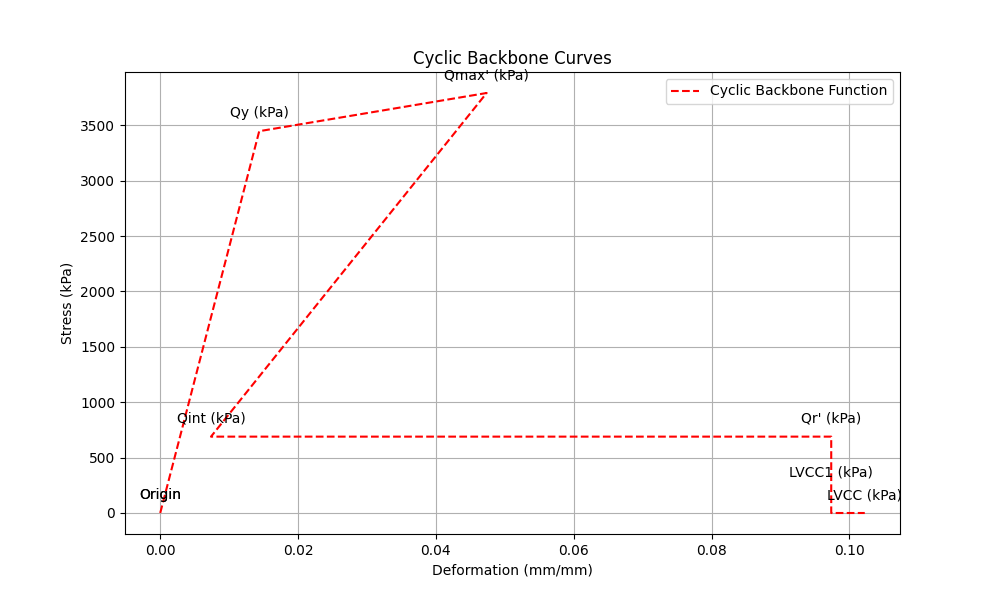 Cyclic Backbone Curves
Qmax' (kPa)
Cyclic Backbone Function
Qy (kPa)
3500
3000
2500
2000
1500
1000
500
0
Stress (kPa)
Qint (kPa)
Qr' (kPa)
LVCC1 (kPa)
Origin
LVCC (kPa)
0.00 0.02 0.04 0.06 0.08 0.10
Deformation (mm/mm)